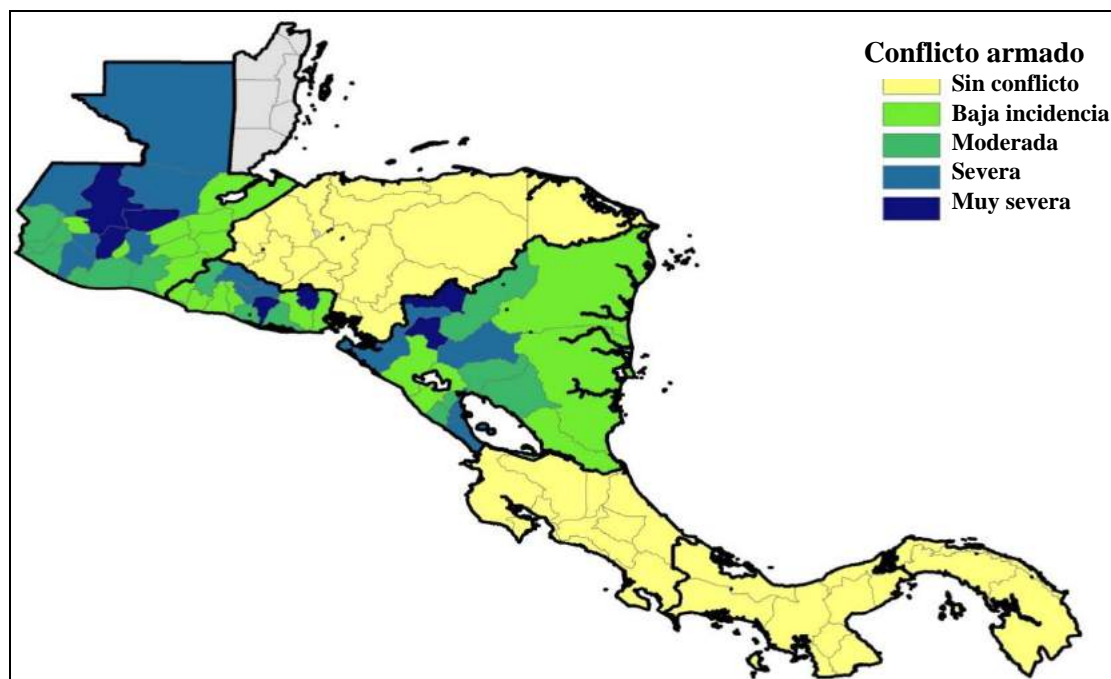 Conflicto armado
Sin conflicto
Baja incidencia
Moderada
Severa
Muy severa